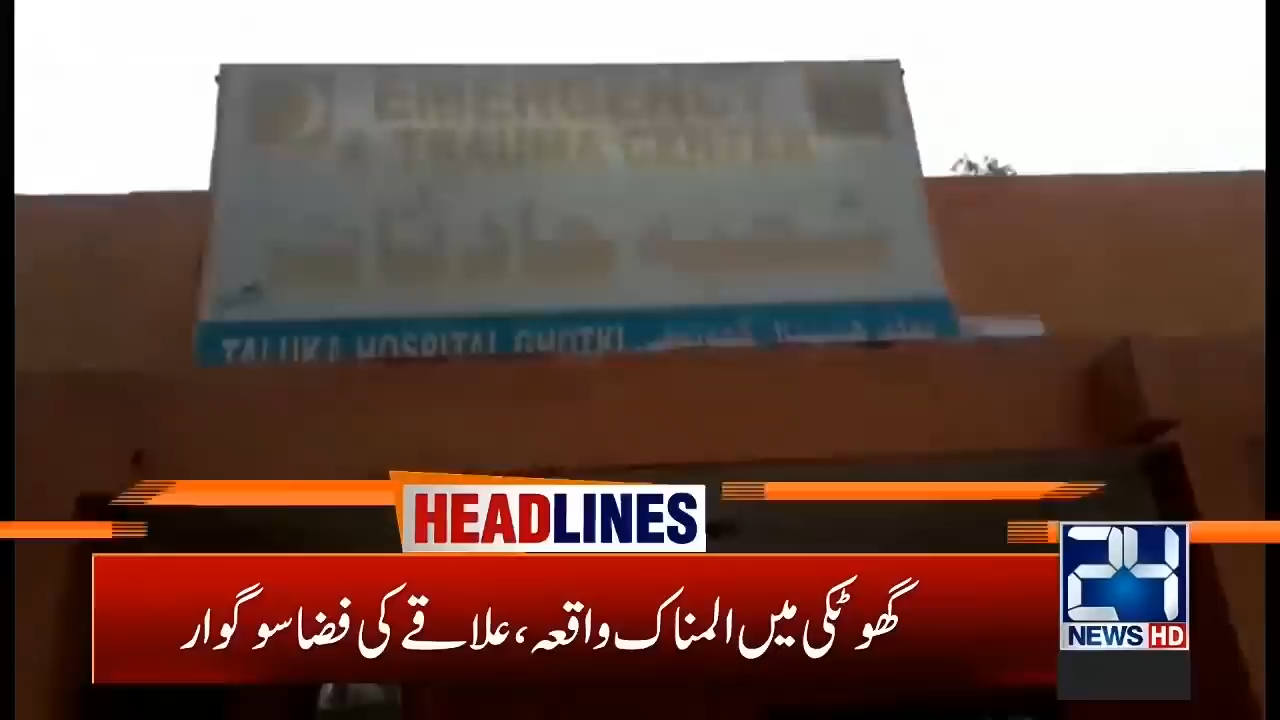 EMERGENCY
TALUKA HOSPITAL GHOTKI
HEADLINES
گھوٹکی میں المناک واقعہ، علاقے کی فضا سوگوار
24
NEWS HD